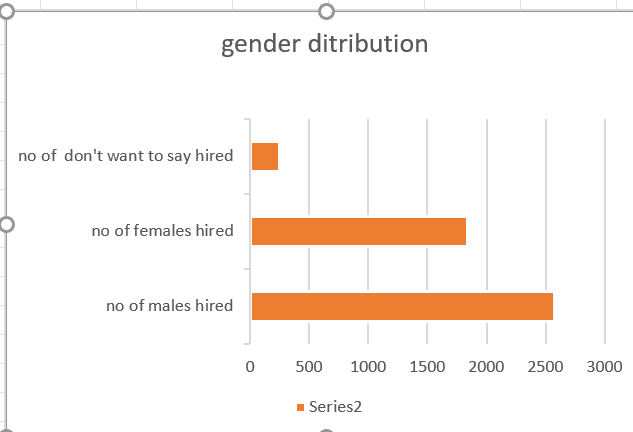 gender ditribution
no of  don't want to say hired
no of females hired
no of males hired
0 500 1000 1500 2000 2500 3000
Series2